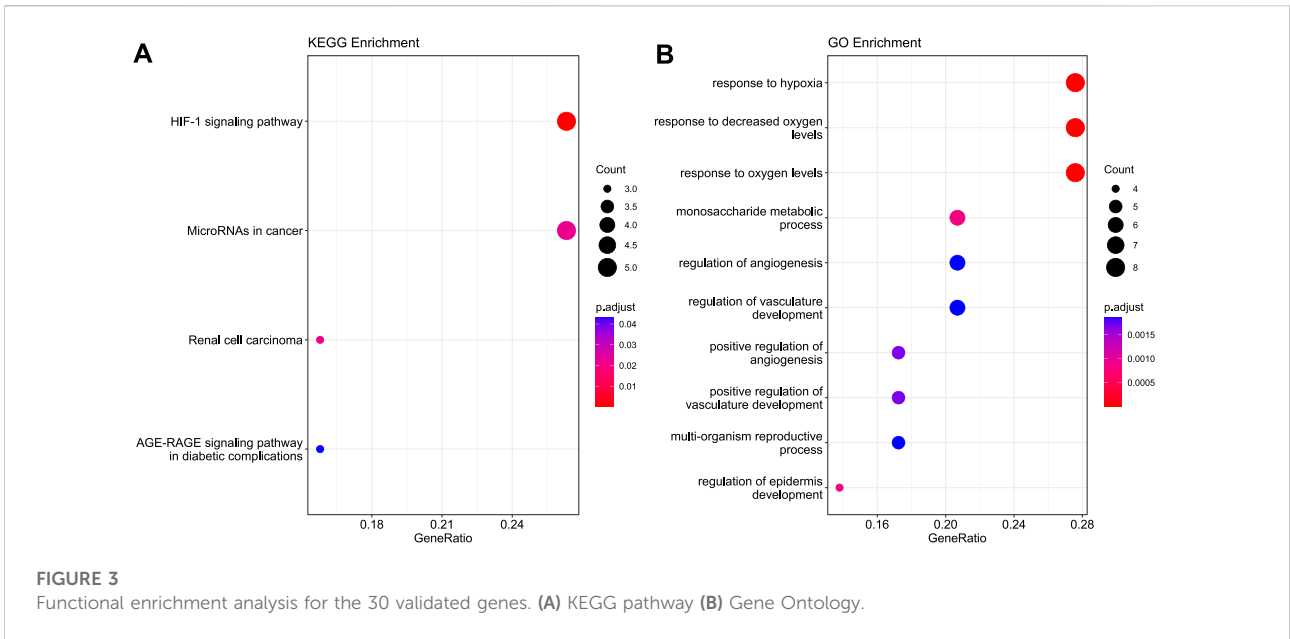 A
KEGG Enrichment
HIF-1 signaling pathway
MicroRNAs in cancer
Renal cell carcinoma
AGE-RAGE signaling pathway
in diabetic complications
0.18
0.21
0.24
GeneRatio
Count
3.0
3.5
4.0
4.5
5.0
p.adjust
0.04
0.03
0.02
0.01
B
GO Enrichment
response to hypoxia
response to decreased oxygen
levels
response to oxygen levels
monosaccharide metabolic
process
regulation of angiogenesis
regulation of vasculature
development
positive regulation of
angiogenesis
positive regulation of
vasculature development
multi-organism reproductive
process
regulation of epidermis
development
0.16
0.20
0.24
0.28
GeneRatio
Count
4
5
6
7
8
p.adjust
0.0015
0.0010
0.0005
FIGURE 3
Functional enrichment analysis for the 30 validated genes. (A) KEGG pathway (B) Gene Ontology.